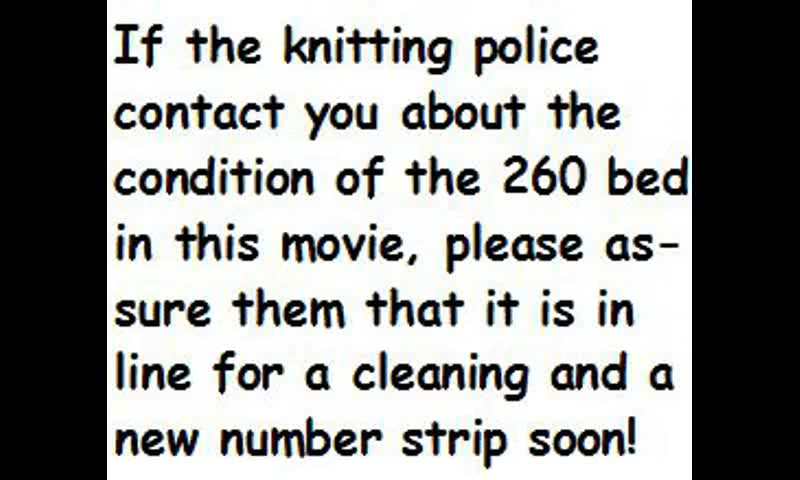 If the knitting police
contact you about the
condition of the 260 bed
in this movie, please as-
sure them that it is in
line for a cleaning and a
new number strip soon!